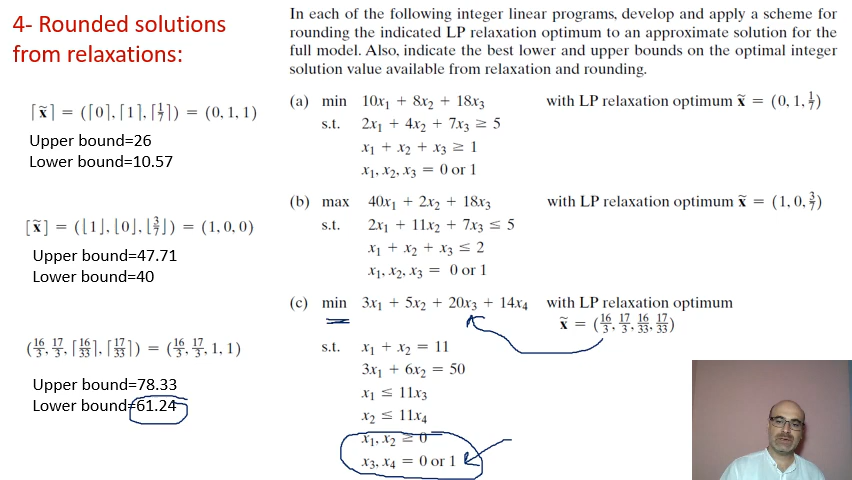 4- Rounded solutions
from relaxations:
⌈x̃⌉ = (⌈0⌉, ⌈1⌉, ⌈1/7⌉) = (0, 1, 1)
Upper bound=26
Lower bound=10.57
⌊x̃⌋ = (⌊1⌋, ⌊0⌋, ⌊3/7⌋) = (1, 0, 0)
Upper bound=47.71
Lower bound=40
(16/3, 17/3, ⌈16/33⌉, ⌈17/33⌉) = (16/3, 17/3, 1, 1)
Upper bound=78.33
Lower bound=61.24
In each of the following integer linear programs, develop and apply a scheme for
rounding the indicated LP relaxation optimum to an approximate solution for the
full model. Also, indicate the best lower and upper bounds on the optimal integer
solution value available from relaxation and rounding.
(a) min 10x₁ + 8x₂ + 18x₃ with LP relaxation optimum x̃ = (0, 1, 1/7)
s.t. 2x₁ + 4x₂ + 7x₃ ≥ 5
x₁ + x₂ + x₃ ≥ 1
x₁, x₂, x₃ = 0 or 1
(b) max 40x₁ + 2x₂ + 18x₃ with LP relaxation optimum x̃ = (1, 0, 3/7)
s.t. 2x₁ + 11x₂ + 7x₃ ≤ 5
x₁ + x₂ + x₃ ≤ 2
x₁, x₂, x₃ = 0 or 1
(c) min 3x₁ + 5x₂ + 20x₃ + 14x₄ with LP relaxation optimum
x̃ = (16/3, 17/3, 16/33, 17/33)
s.t. x₁ + x₂ = 11
3x₁ + 6x₂ = 50
x₁ ≤ 11x₃
x₂ ≤ 11x₄
x₁, x₂ ≥ 0
x₃, x₄ = 0 or 1